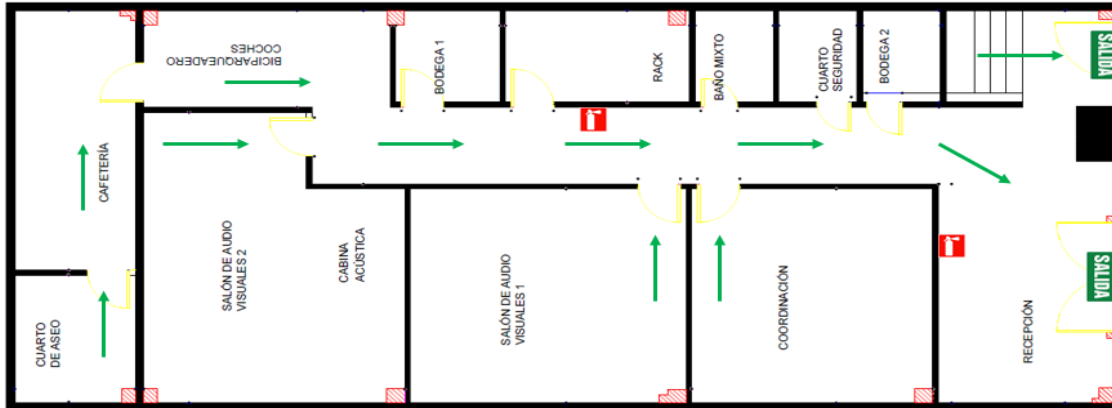 BICIPARQUEADERO
COCHES
BODEGA 1
RACK
BAÑO MIXTO
CUARTO
SEGURIDAD
BODEGA 2
SALIDA
CAFETERÍA
CUARTO
DE ASEO
SALÓN DE AUDIO
VISUALES 2
CABINA
ACÚSTICA
SALÓN DE AUDIO
VISUALES 1
COORDINACIÓN
RECEPCIÓN
SALIDA